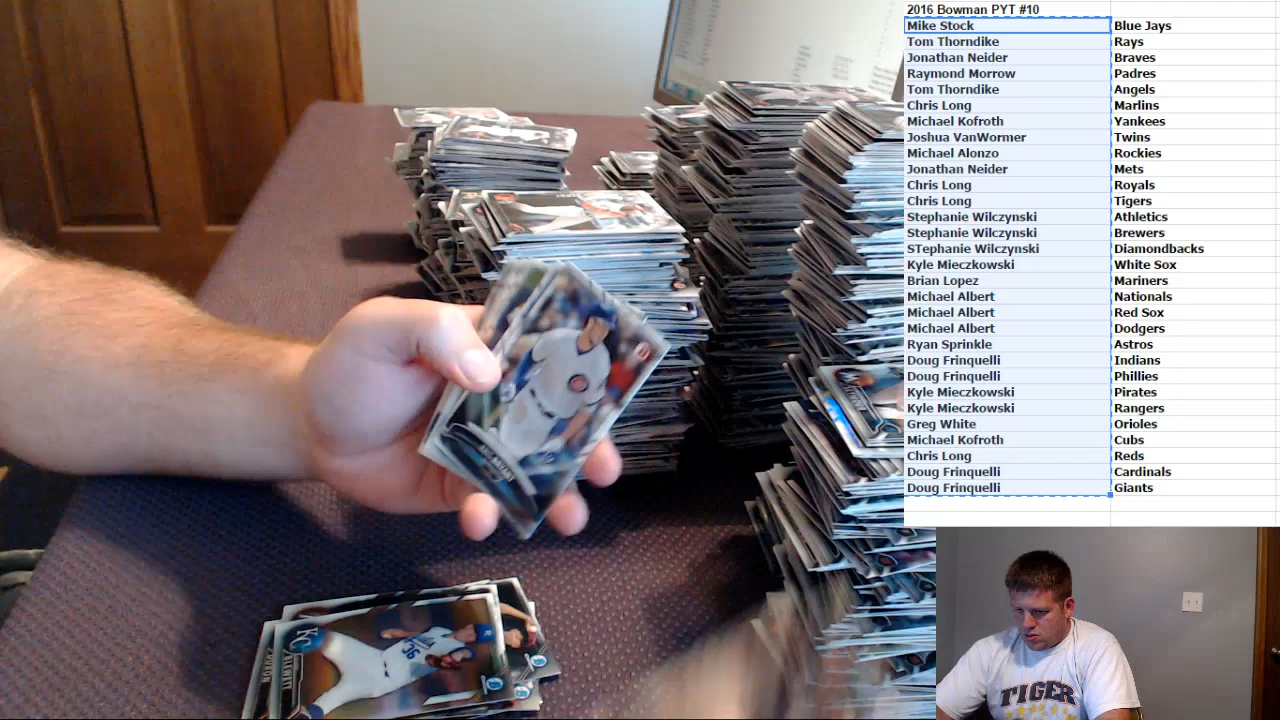 2016 Bowman PYT #10
Mike Stock Blue Jays
Tom Thorndike Rays
Jonathan Neider Braves
Raymond Morrow Padres
Tom Thorndike Angels
Chris Long Marlins
Michael Kofroth Yankees
Joshua VanWormer Twins
Michael Alonzo Rockies
Jonathan Neider Mets
Chris Long Royals
Chris Long Tigers
Stephanie Wilczynski Athletics
Stephanie Wilczynski Brewers
STephanie Wilczynski Diamondbacks
Kyle Mieczkowski White Sox
Brian Lopez Mariners
Michael Albert Nationals
Michael Albert Red Sox
Michael Albert Dodgers
Ryan Sprinkle Astros
Doug Frinquelli Indians
Doug Frinquelli Phillies
Kyle Mieczkowski Pirates
Kyle Mieczkowski Rangers
Greg White Orioles
Michael Kofroth Cubs
Chris Long Reds
Doug Frinquelli Cardinals
Doug Frinquelli Giants
KC
36
TIGER